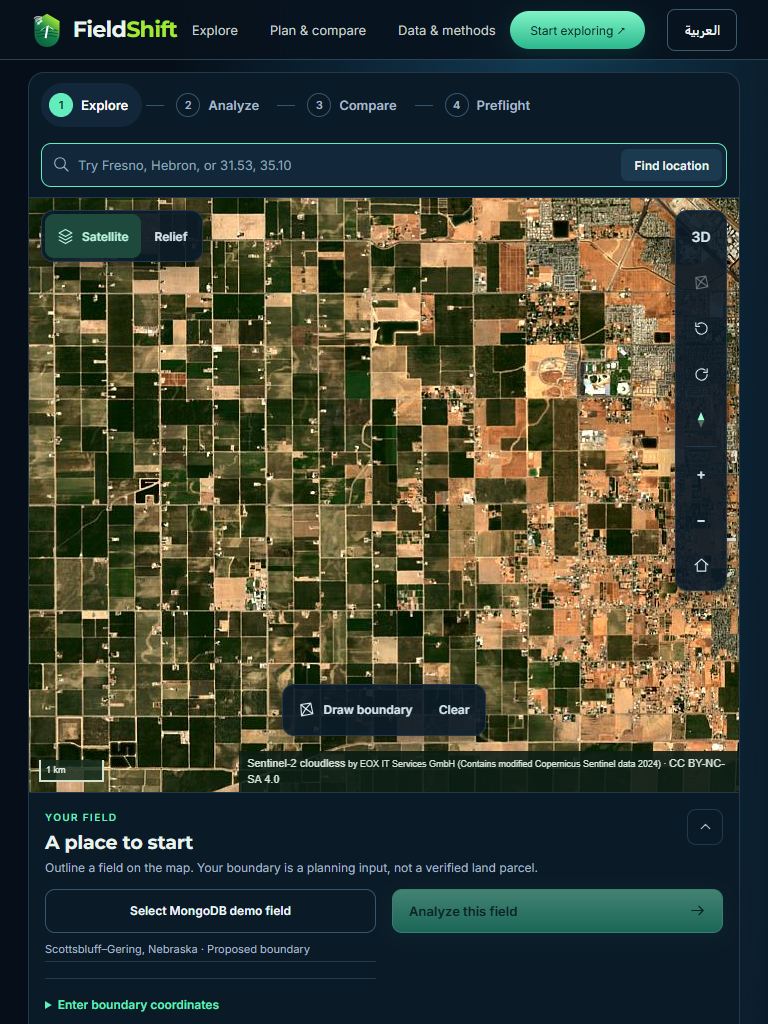 FieldShift
Explore
Plan & compare
Data & methods
Start exploring ↗
العربية
1 Explore
2 Analyze
3 Compare
4 Preflight
Try Fresno, Hebron, or 31.53, 35.10
Find location
Satellite
Relief
3D
+
−
Draw boundary
Clear
1 km
Sentinel-2 cloudless by EOX IT Services GmbH (Contains modified Copernicus Sentinel data 2024) · CC BY-NC-
SA 4.0
YOUR FIELD
A place to start
Outline a field on the map. Your boundary is a planning input, not a verified land parcel.
Select MongoDB demo field
Analyze this field →
Scottsbluff–Gering, Nebraska · Proposed boundary
Enter boundary coordinates